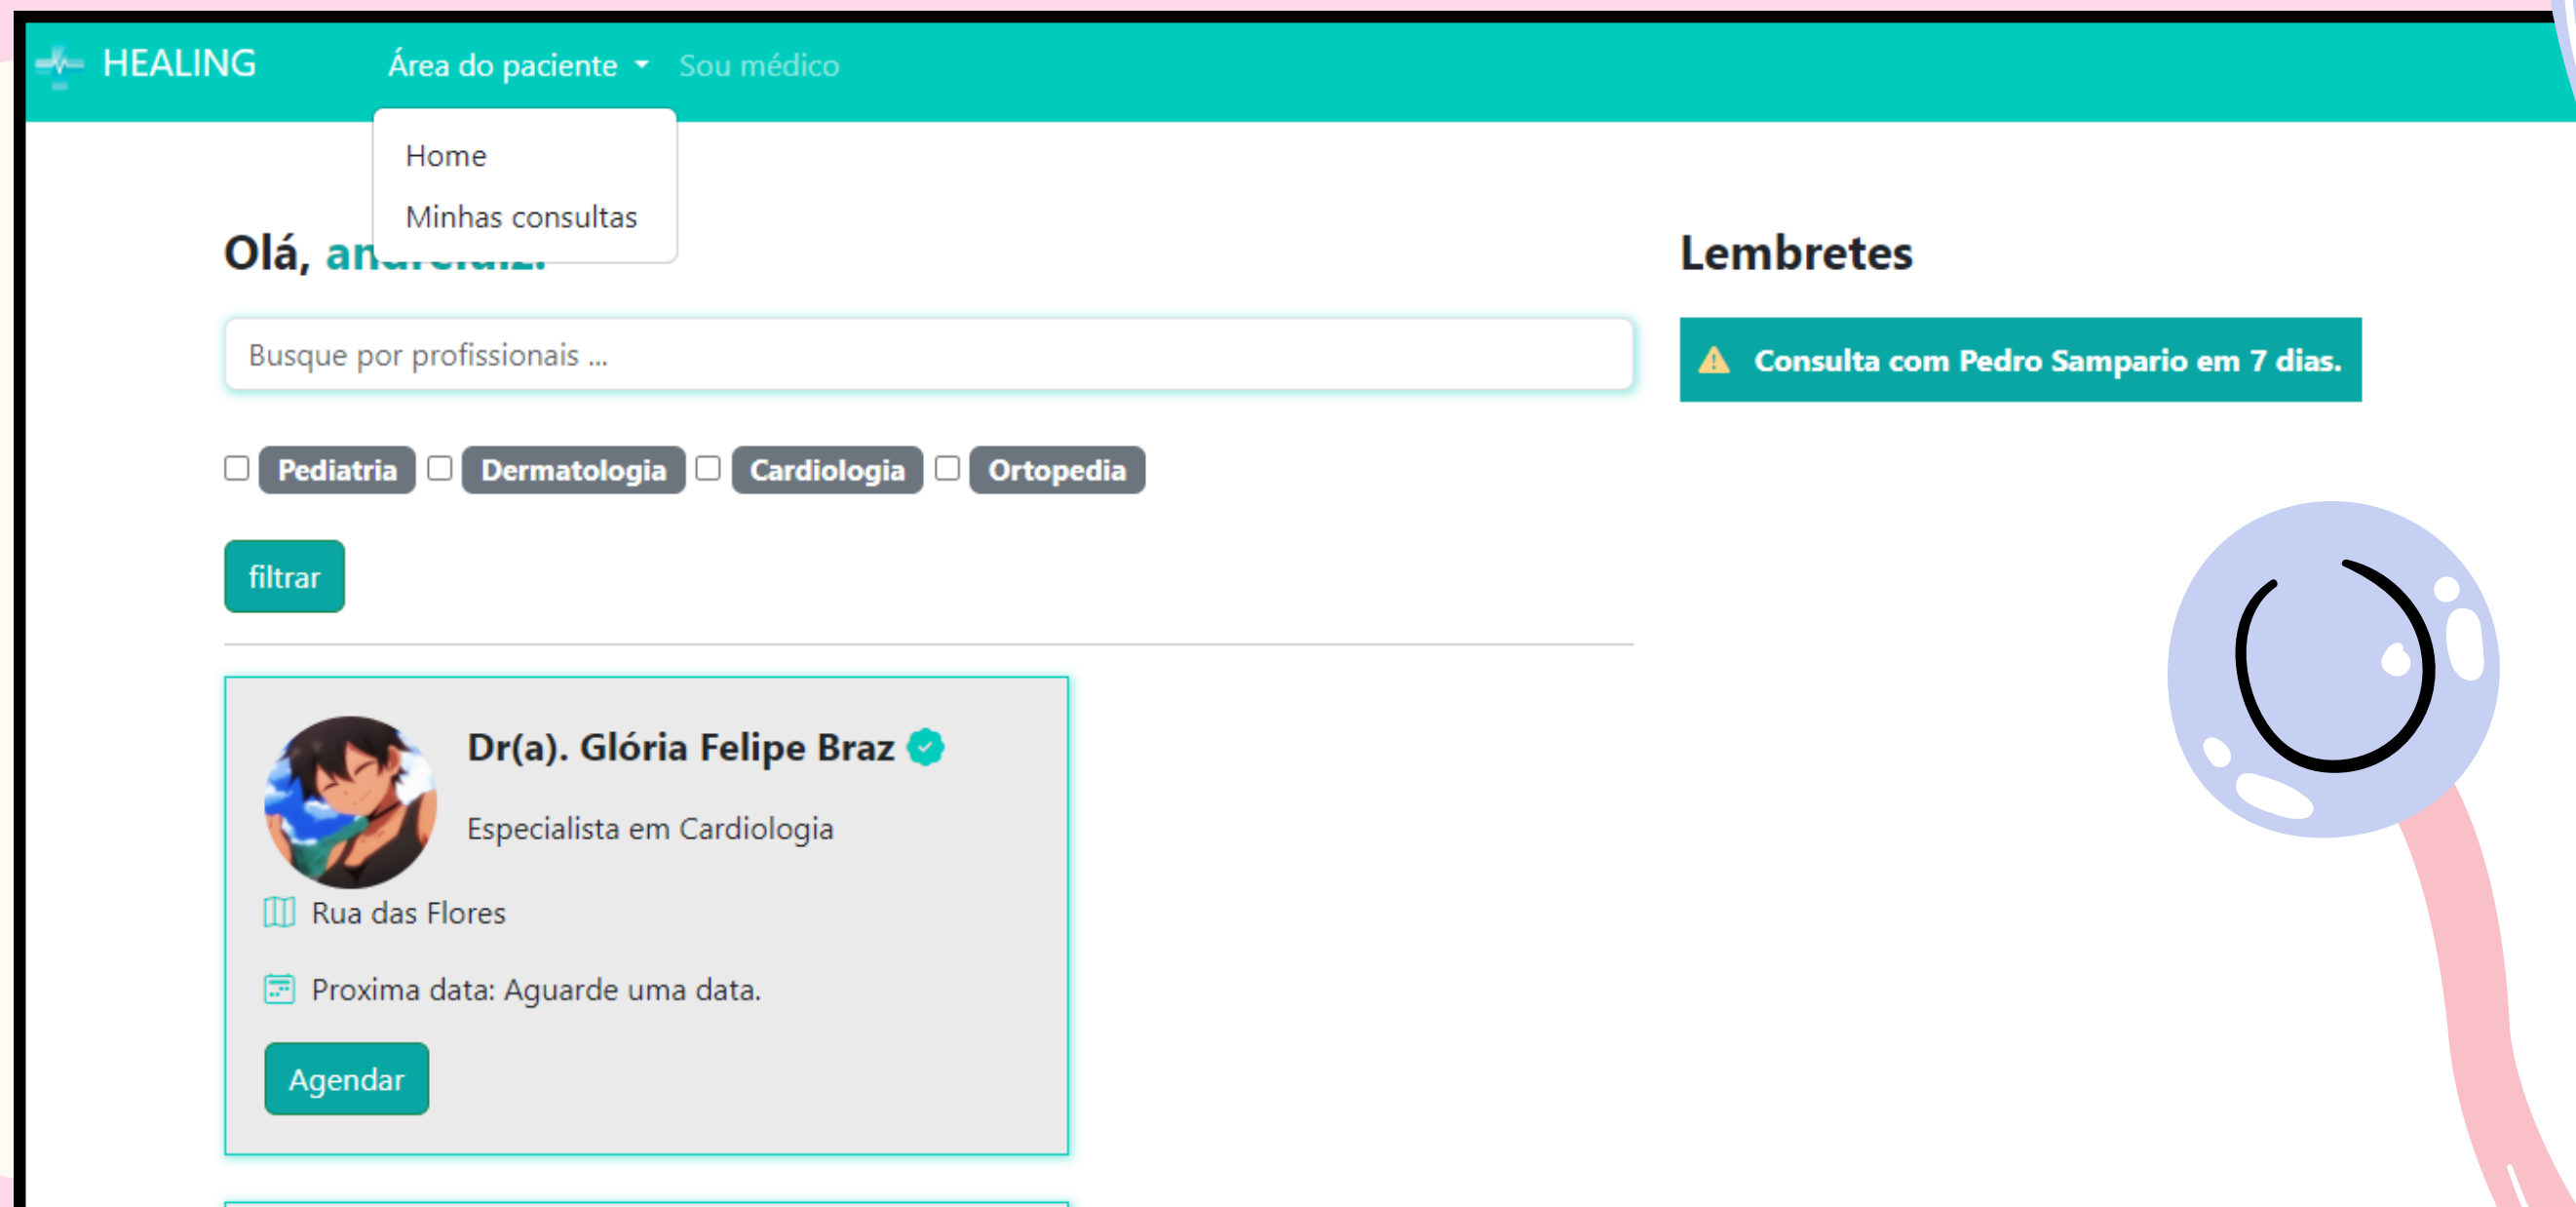 HEALING
Área do paciente
Sou médico
Home
Minhas consultas
Olá,
Lembretes
Busque por profissionais ...
Consulta com Pedro Sampario em 7 dias.
Pediatria
Dermatologia
Cardiologia
Ortopedia
filtrar
Dr(a). Glória Felipe Braz
Especialista em Cardiologia
Rua das Flores
Proxima data: Aguarde uma data.
Agendar